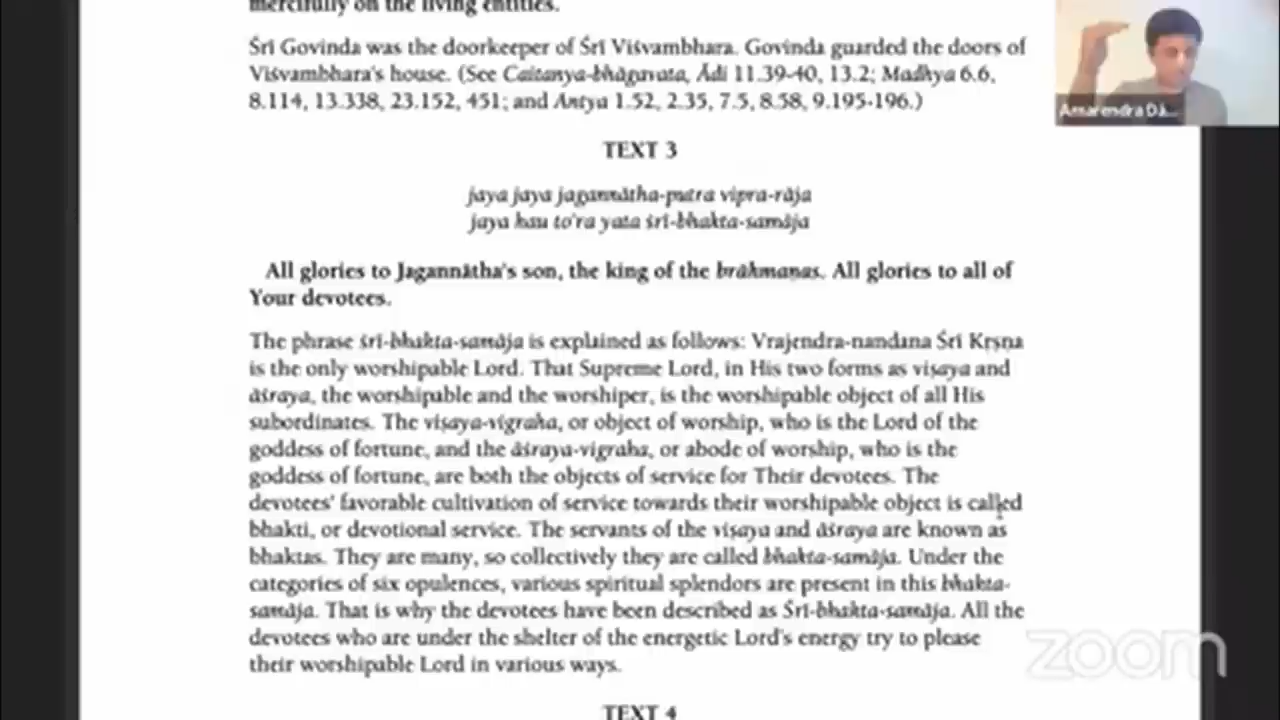 mercifully on the living entities.
Śrī Govinda was the doorkeeper of Śrī Viśvambhara. Govinda guarded the doors of
Viśvambhara's house. (See Caitanya-bhāgavata, Ādi 11.39-40, 13.2; Madhya 6.6,
8.114, 13.338, 23.152, 451; and Antya 1.52, 2.35, 7.5, 8.58, 9.195-196.)
TEXT 3
jaya jaya jagannātha-putra vipra-rāja
jaya hau to'ra yata śrī-bhakta-samāja
All glories to Jagannātha's son, the king of the brāhmaṇas. All glories to all of
Your devotees.
The phrase śrī-bhakta-samāja is explained as follows: Vrajendra-nandana Śrī Kṛṣṇa
is the only worshipable Lord. That Supreme Lord, in His two forms as viṣaya and
āśraya, the worshipable and the worshiper, is the worshipable object of all His
subordinates. The viṣaya-vigraha, or object of worship, who is the Lord of the
goddess of fortune, and the āśraya-vigraha, or abode of worship, who is the
goddess of fortune, are both the objects of service for Their devotees. The
devotees' favorable cultivation of service towards their worshipable object is called
bhakti, or devotional service. The servants of the viṣaya and āśraya are known as
bhaktas. They are many, so collectively they are called bhakta-samāja. Under the
categories of six opulences, various spiritual splendors are present in this bhakta-
samāja. That is why the devotees have been described as Śrī-bhakta-samāja. All the
devotees who are under the shelter of the energetic Lord's energy try to please
their worshipable Lord in various ways.
TEXT 4
Amarendra Dā...
zoom